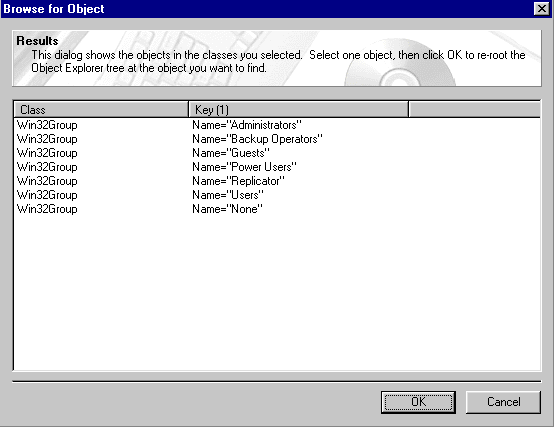 Browse for Object
Results
This dialog shows the objects in the classes you selected.  Select one object, then click OK to re-root the
Object Explorer tree at the object you want to find.
Class Key (1)
Win32Group Name="Administrators"
Win32Group Name="Backup Operators"
Win32Group Name="Guests"
Win32Group Name="Power Users"
Win32Group Name="Replicator"
Win32Group Name="Users"
Win32Group Name="None"
OK Cancel